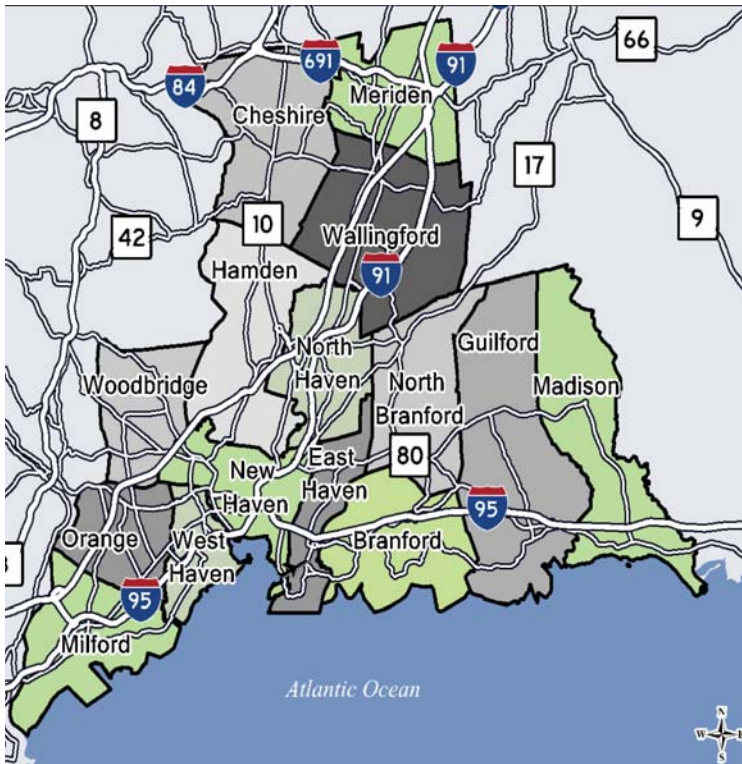 66
691
91
84
Meriden
8
Cheshire
17
9
10
42
Wallingford
Hamden
91
Guilford
North
Haven
Woodbridge
North
Branford
Madison
East
Haven
80
New
Haven
95
Orange
West
Haven
Branford
95
Milford
Atlantic Ocean
N
W
E
S